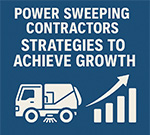 POWER SWEEPING
CONTRACTORS
STRATEGIES TO
ACHIEVE GROWTH